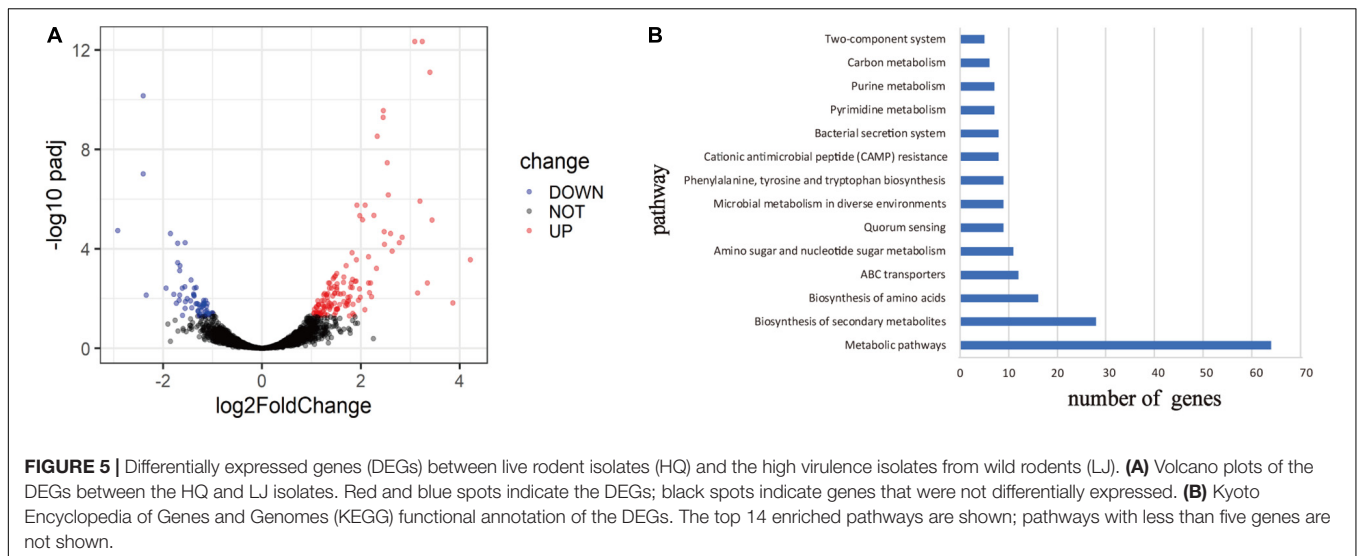 A
12
8
4
0
-log10 padj
-2
0
2
4
log2FoldChange
change
DOWN
NOT
UP
B
pathway
Two-component system
Carbon metabolism
Purine metabolism
Pyrimidine metabolism
Bacterial secretion system
Cationic antimicrobial peptide (CAMP) resistance
Phenylalanine, tyrosine and tryptophan biosynthesis
Microbial metabolism in diverse environments
Quorum sensing
Amino sugar and nucleotide sugar metabolism
ABC transporters
Biosynthesis of amino acids
Biosynthesis of secondary metabolites
Metabolic pathways
0 10 20 30 40 50 60 70
number of genes
FIGURE 5 | Differentially expressed genes (DEGs) between live rodent isolates (HQ) and the high virulence isolates from wild rodents (LJ). (A) Volcano plots of the
DEGs between the HQ and LJ isolates. Red and blue spots indicate the DEGs; black spots indicate genes that were not differentially expressed. (B) Kyoto
Encyclopedia of Genes and Genomes (KEGG) functional annotation of the DEGs. The top 14 enriched pathways are shown; pathways with less than five genes are
not shown.